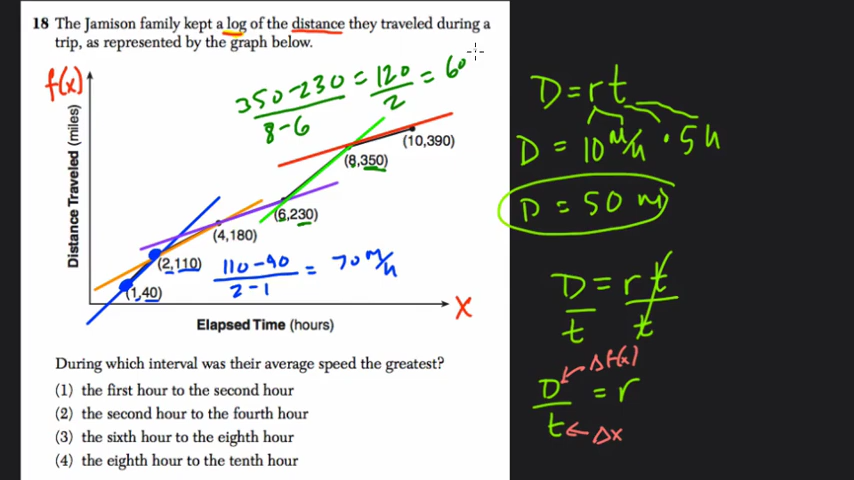 18 The Jamison family kept a log of the distance they traveled during a
trip, as represented by the graph below.
f(x)
Distance Traveled (miles)
350-230 = 120 = 60
8-6 2
(10,390)
(8,350)
(6,230)
(4,180)
(2,110)
(1,40)
110-40 = 70 m/h
2-1
X
Elapsed Time (hours)
During which interval was their average speed the greatest?
(1) the first hour to the second hour
(2) the second hour to the fourth hour
(3) the sixth hour to the eighth hour
(4) the eighth hour to the tenth hour
D = rt
D = 10 m/h · 5 h
D = 50 mi
D = r t
t t
D = r
t
Δf(x)
Δx